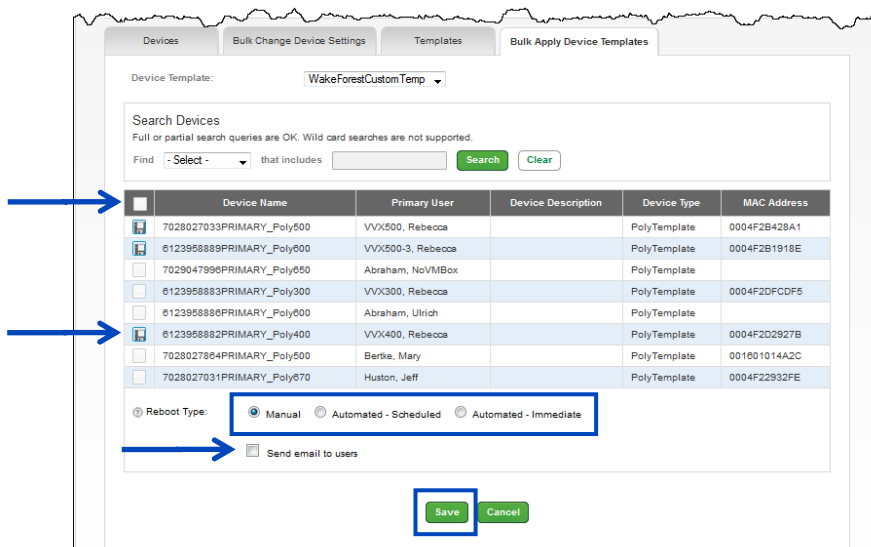 Devices Bulk Change Device Settings Templates Bulk Apply Device Templates
Device Template: WakeForestCustomTemp
Search Devices
Full or partial search queries are OK. Wild card searches are not supported.
Find - Select - that includes Search Clear
Device Name Primary User Device Description Device Type MAC Address
7028027033PRIMARY_Poly500 VVX500, Rebecca PolyTemplate 0004F2B428A1
6123958889PRIMARY_Poly600 VVX500-3, Rebecca PolyTemplate 0004F2B1918E
7029047996PRIMARY_Poly650 Abraham, NoVMBox PolyTemplate
6123958883PRIMARY_Poly300 VVX300, Rebecca PolyTemplate 0004F2DFCDF5
6123958886PRIMARY_Poly600 Abraham, Ulrich PolyTemplate
6123958882PRIMARY_Poly400 VVX400, Rebecca PolyTemplate 0004F2D2927B
7028027864PRIMARY_Poly500 Bertke, Mary PolyTemplate 001601014A2C
7028027031PRIMARY_Poly670 Huston, Jeff PolyTemplate 0004F22932FE
Reboot Type: Manual Automated - Scheduled Automated - Immediate
Send email to users
Save Cancel